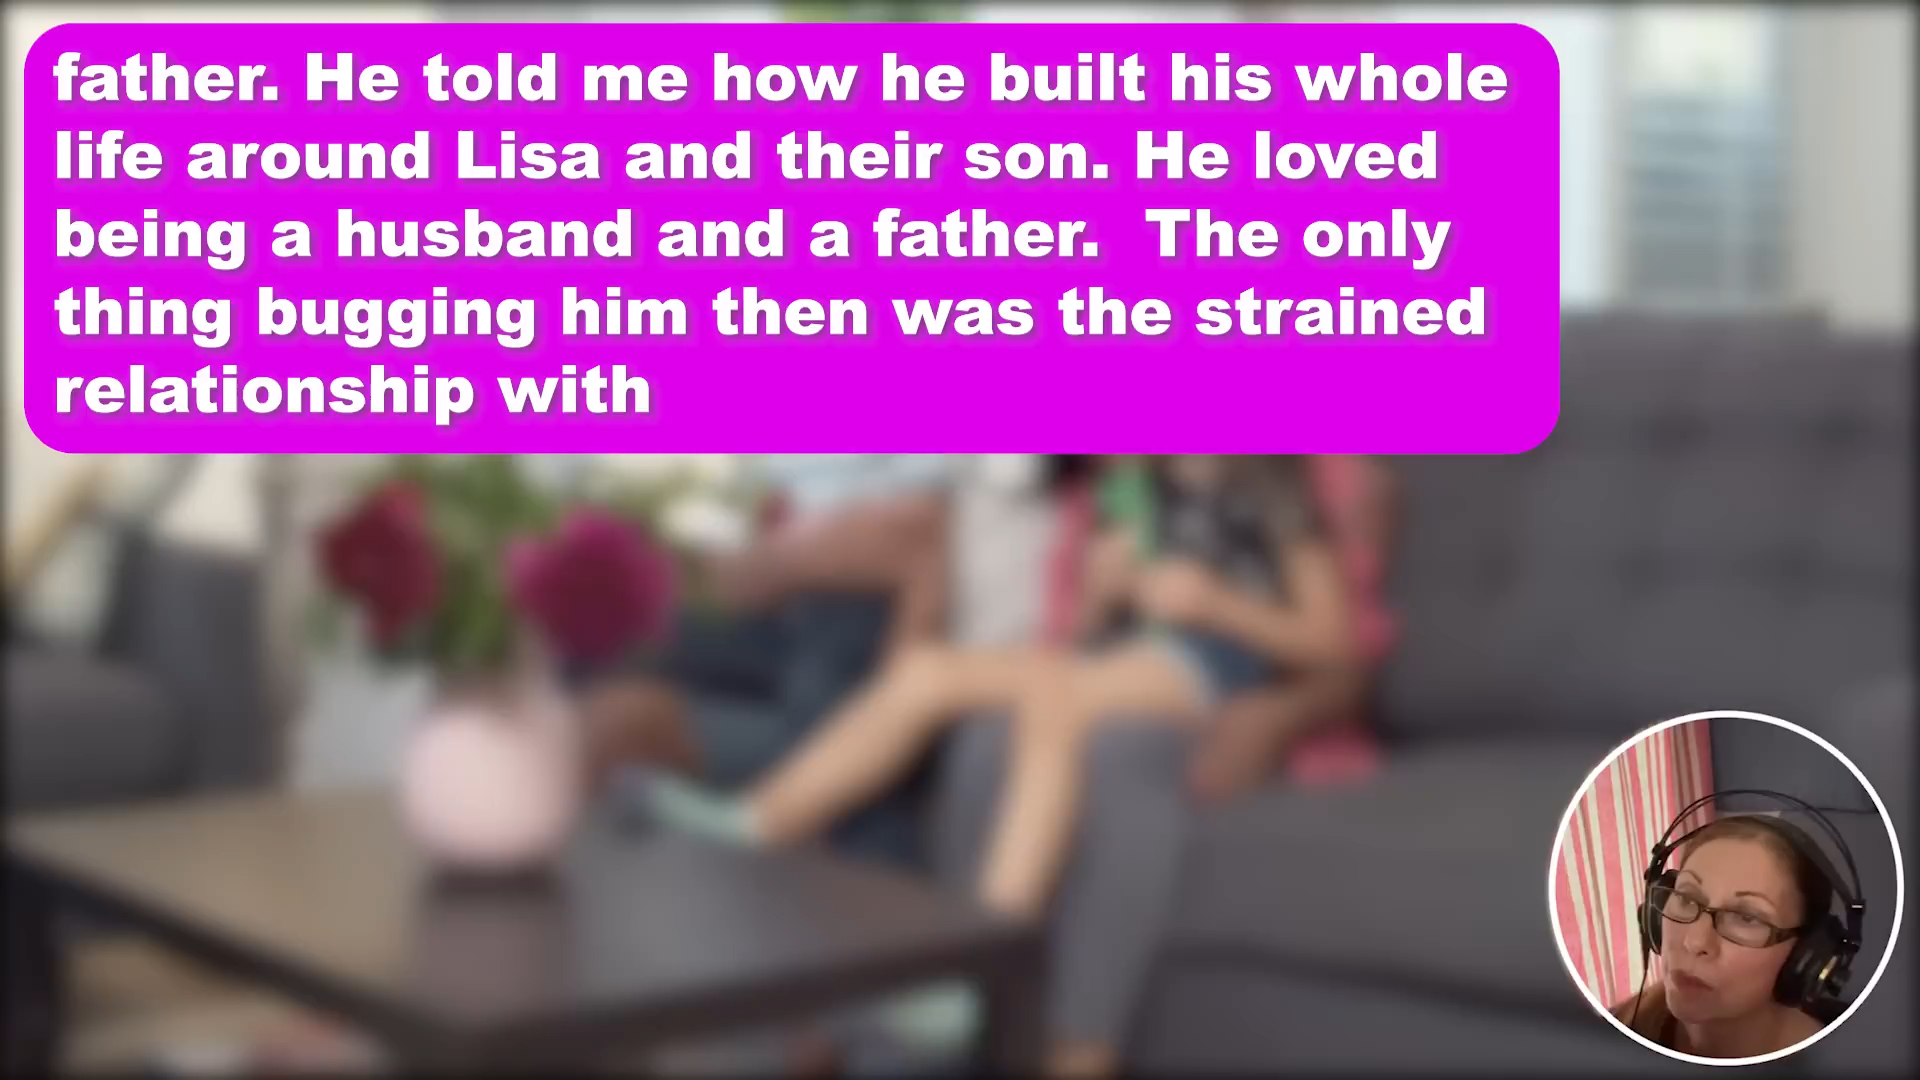 father. He told me how he built his whole
life around Lisa and their son. He loved
being a husband and a father.  The only
thing bugging him then was the strained
relationship with